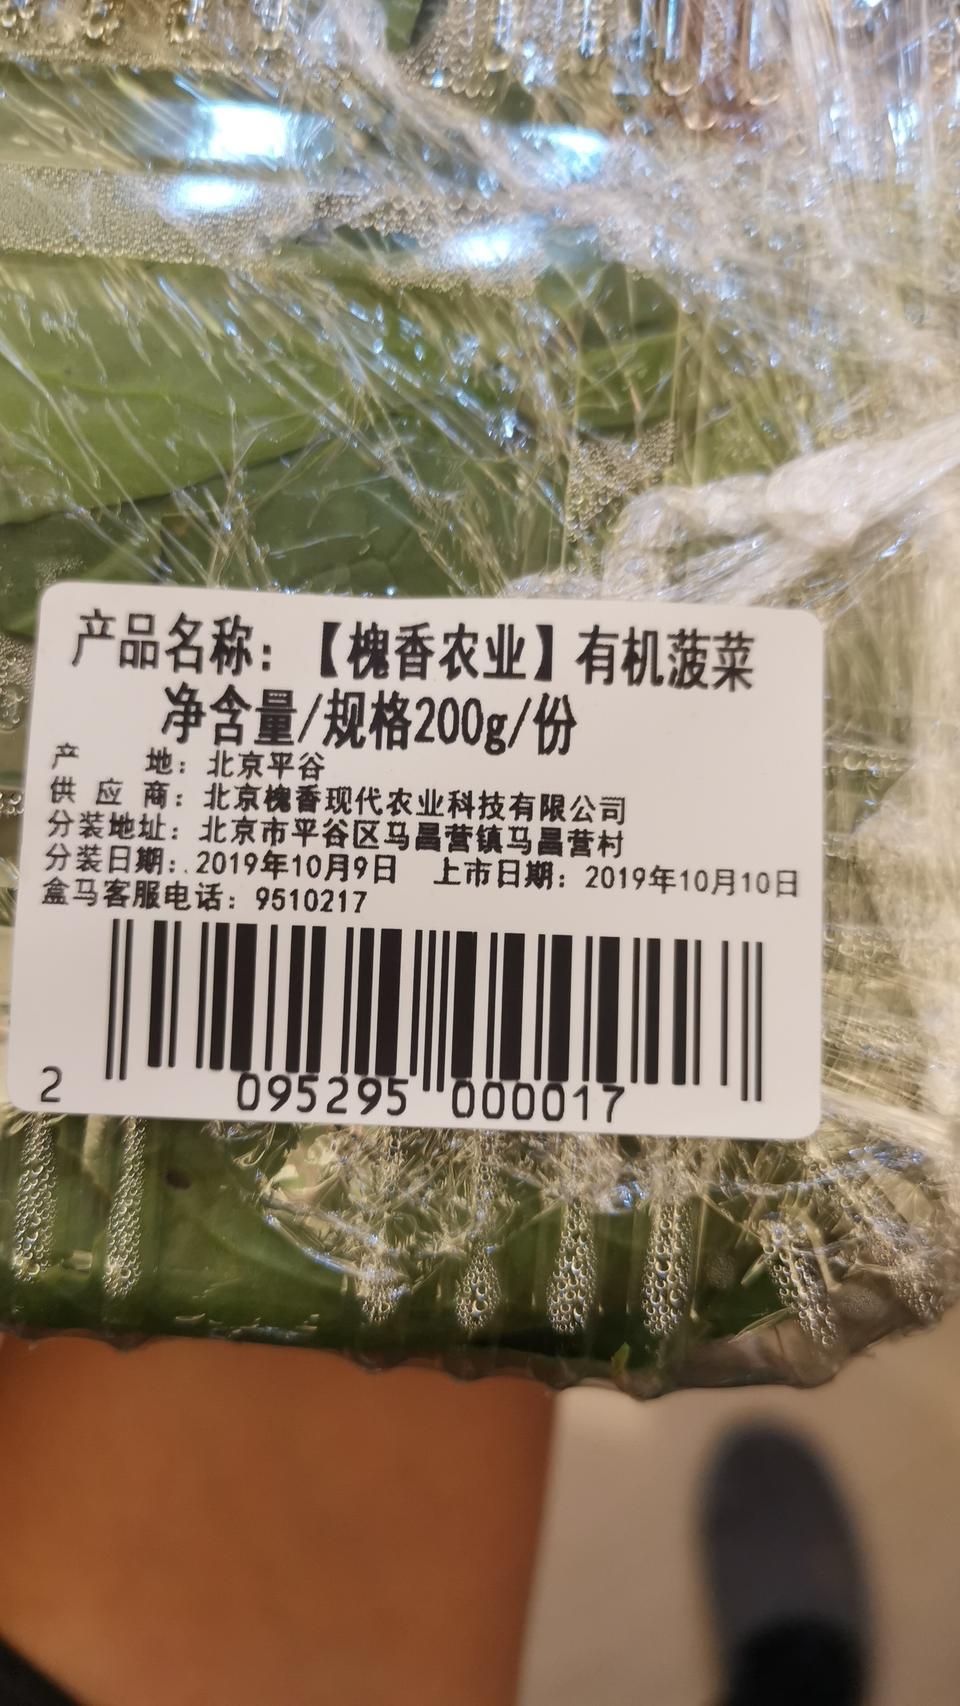 产品名称：【槐香农业】有机菠菜
净含量/规格200g/份
产 地：北京平谷
供应商：北京槐香现代农业科技有限公司
分装地址：北京市平谷区马昌营镇马昌营村
分装日期：2019年10月9日 上市日期：2019年10月10日
盒马客服电话：9510217
2 095295 000017